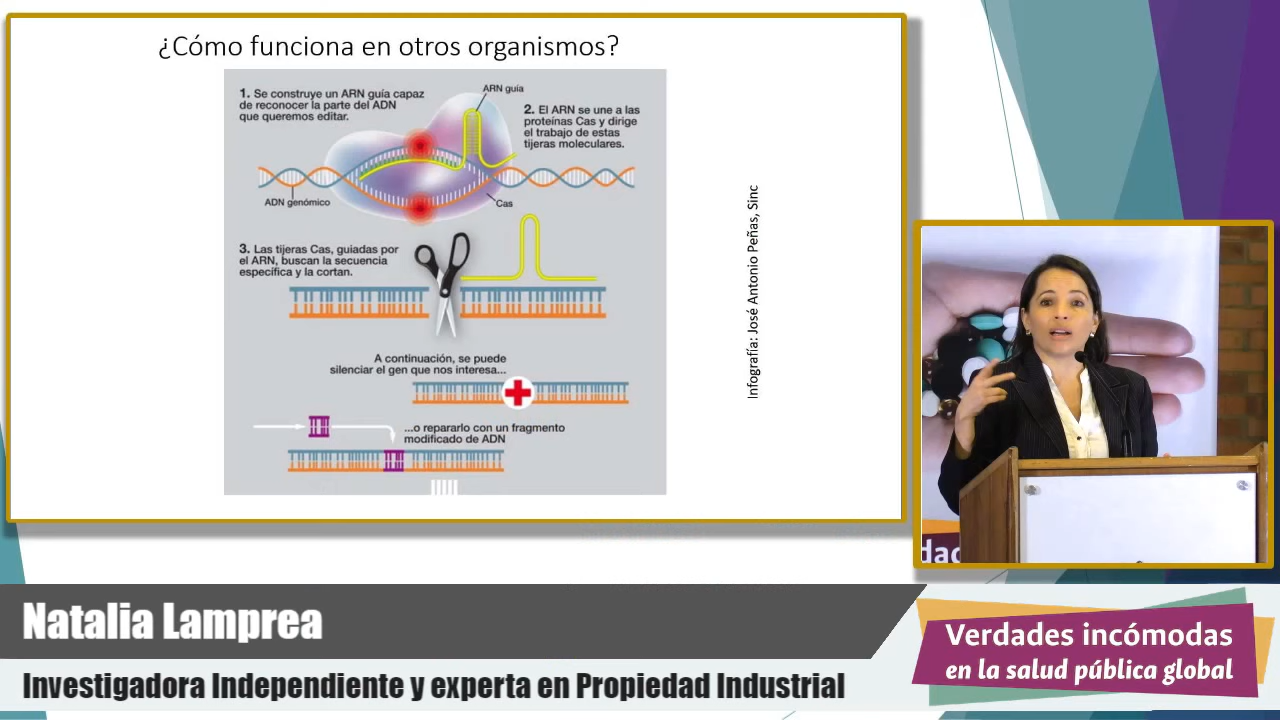 ¿Cómo funciona en otros organismos?
1. Se construye un ARN guía capaz
de reconocer la parte del ADN
que queremos editar.
ARN guía
2. El ARN se une a las
proteínas Cas y dirige
el trabajo de estas
tijeras moleculares.
ADN genómico
Cas
3. Las tijeras Cas, guiadas por
el ARN, buscan la secuencia
específica y la cortan.
A continuación, se puede
silenciar el gen que nos interesa...
...o repararlo con un fragmento
modificado de ADN
Infografía: José Antonio Peñas, Sinc
dad
Natalia Lamprea
Investigadora Independiente y experta en Propiedad Industrial
Verdades incómodas
en la salud pública global